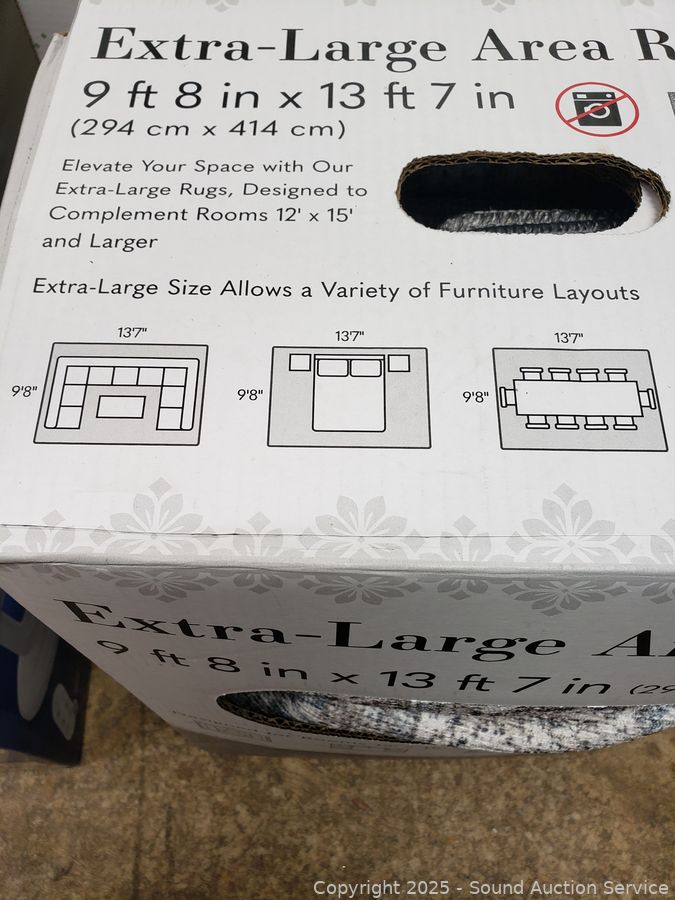 Extra-Large Area R
9 ft 8 in x 13 ft 7 in
(294 cm x 414 cm)
Elevate Your Space with Our
Extra-Large Rugs, Designed to
Complement Rooms 12' x 15'
and Larger
Extra-Large Size Allows a Variety of Furniture Layouts
13'7" 13'7" 13'7"
9'8" 9'8" 9'8"
Extra-Large A
9 ft 8 in x 13 ft 7 in (29
Copyright 2025 - Sound Auction Service